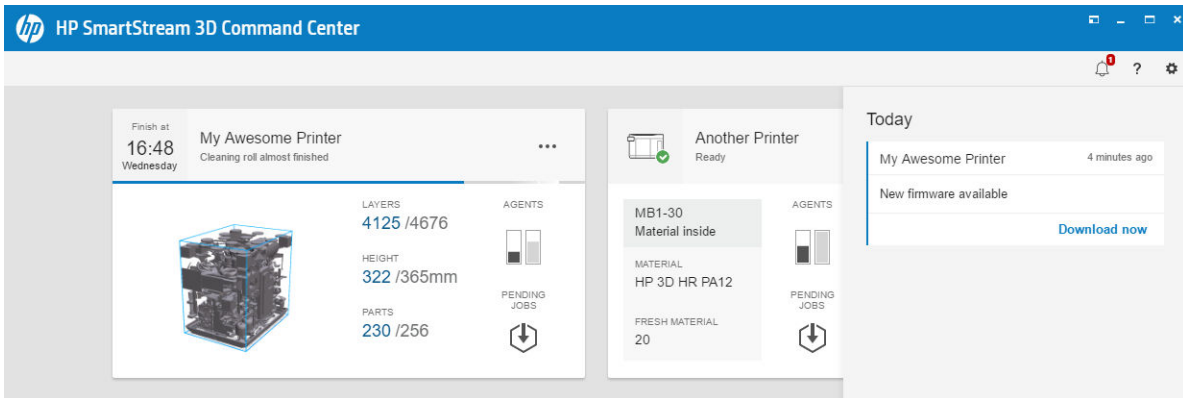 hp HP SmartStream 3D Command Center
1 ?
Finish at
16:48
Wednesday
My Awesome Printer
Cleaning roll almost finished
LAYERS
4125 /4676
HEIGHT
322 /365mm
PARTS
230 /256
AGENTS
PENDING
JOBS
Another Printer
Ready
MB1-30
Material inside
MATERIAL
HP 3D HR PA12
FRESH MATERIAL
20
AGENTS
PENDING
JOBS
Today
My Awesome Printer 4 minutes ago
New firmware available
Download now